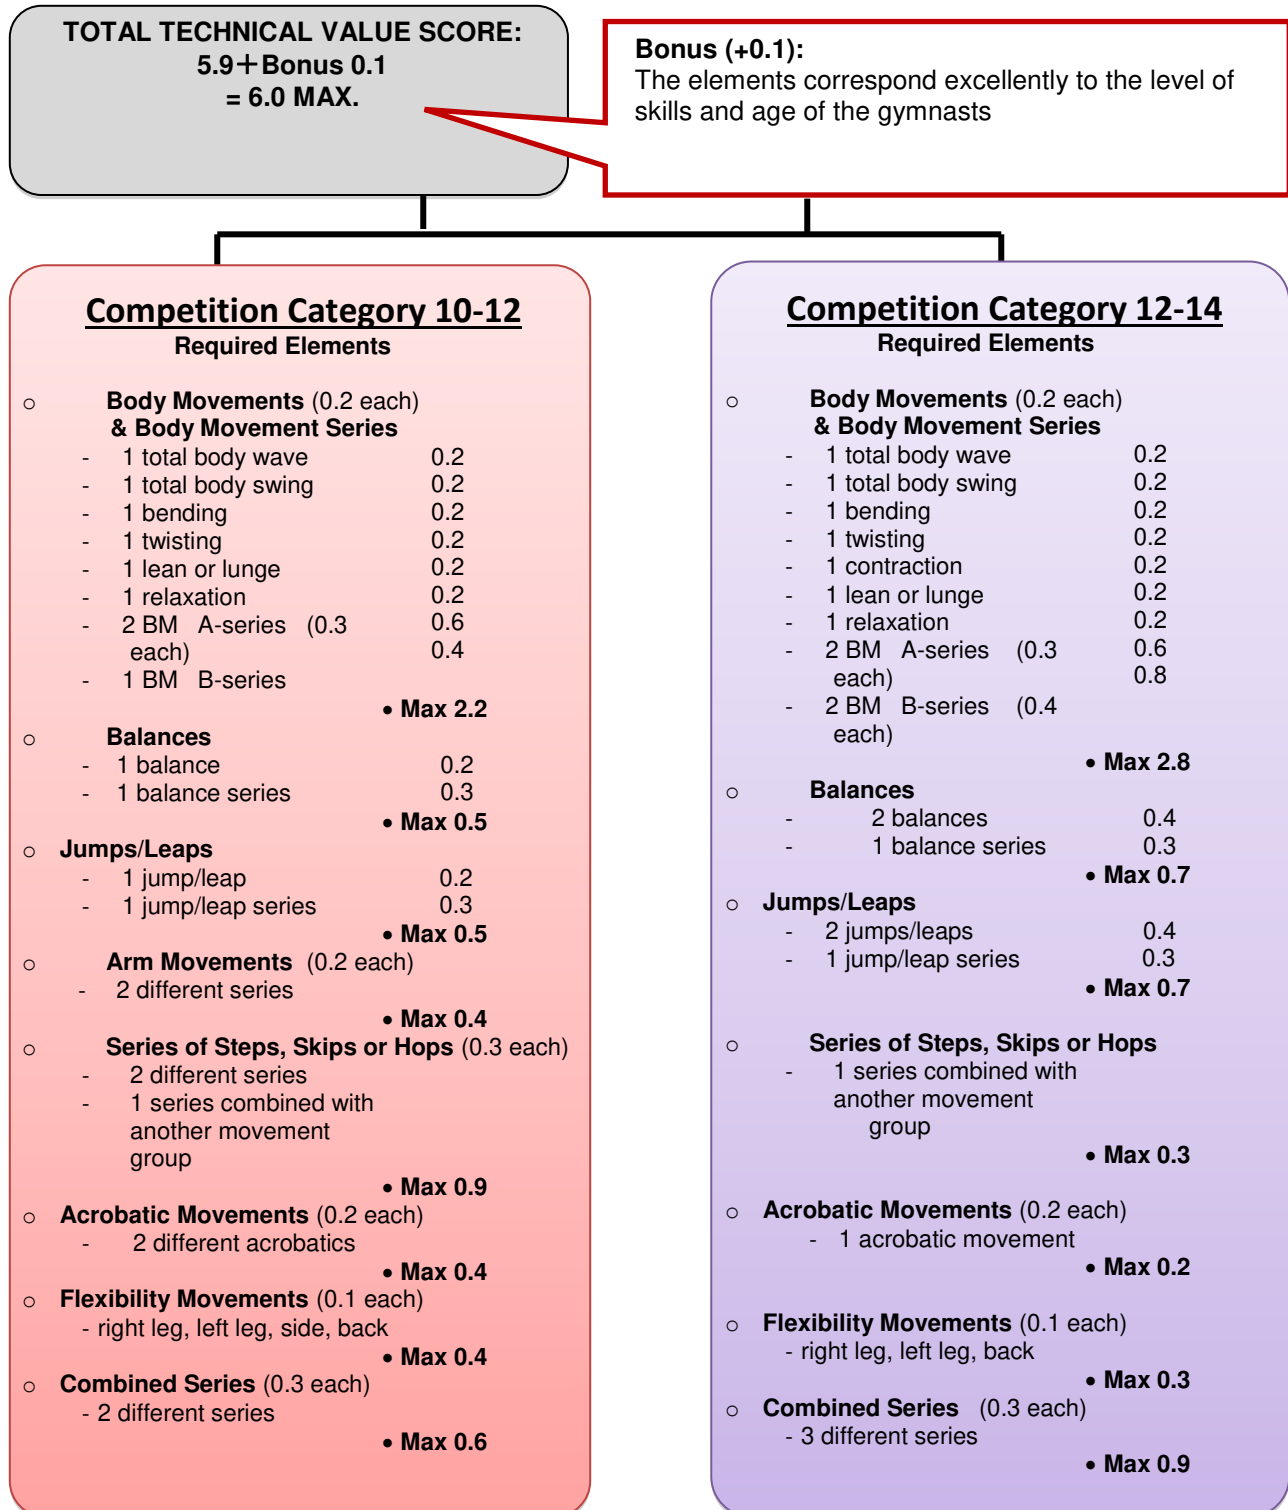 TOTAL TECHNICAL VALUE SCORE:
5.9+Bonus 0.1
= 6.0 MAX.
Bonus (+0.1):
The elements correspond excellently to the level of
skills and age of the gymnasts
Competition Category 10-12
Required Elements
o Body Movements (0.2 each)
& Body Movement Series
- 1 total body wave 0.2
- 1 total body swing 0.2
- 1 bending 0.2
- 1 twisting 0.2
- 1 lean or lunge 0.2
- 1 relaxation 0.2
- 2 BM A-series (0.3 0.6
each) 0.4
- 1 BM B-series
• Max 2.2
o Balances
- 1 balance 0.2
- 1 balance series 0.3
• Max 0.5
o Jumps/Leaps
- 1 jump/leap 0.2
- 1 jump/leap series 0.3
• Max 0.5
o Arm Movements (0.2 each)
- 2 different series
• Max 0.4
o Series of Steps, Skips or Hops (0.3 each)
- 2 different series
- 1 series combined with
another movement
group
• Max 0.9
o Acrobatic Movements (0.2 each)
- 2 different acrobatics
• Max 0.4
o Flexibility Movements (0.1 each)
- right leg, left leg, side, back
• Max 0.4
o Combined Series (0.3 each)
- 2 different series
• Max 0.6
Competition Category 12-14
Required Elements
o Body Movements (0.2 each)
& Body Movement Series
- 1 total body wave 0.2
- 1 total body swing 0.2
- 1 bending 0.2
- 1 twisting 0.2
- 1 contraction 0.2
- 1 lean or lunge 0.2
- 1 relaxation 0.2
- 2 BM A-series (0.3 0.6
each) 0.8
- 2 BM B-series (0.4
each)
• Max 2.8
o Balances
- 2 balances 0.4
- 1 balance series 0.3
• Max 0.7
o Jumps/Leaps
- 2 jumps/leaps 0.4
- 1 jump/leap series 0.3
• Max 0.7
o Series of Steps, Skips or Hops
- 1 series combined with
another movement
group
• Max 0.3
o Acrobatic Movements (0.2 each)
- 1 acrobatic movement
• Max 0.2
o Flexibility Movements (0.1 each)
- right leg, left leg, back
• Max 0.3
o Combined Series (0.3 each)
- 3 different series
• Max 0.9